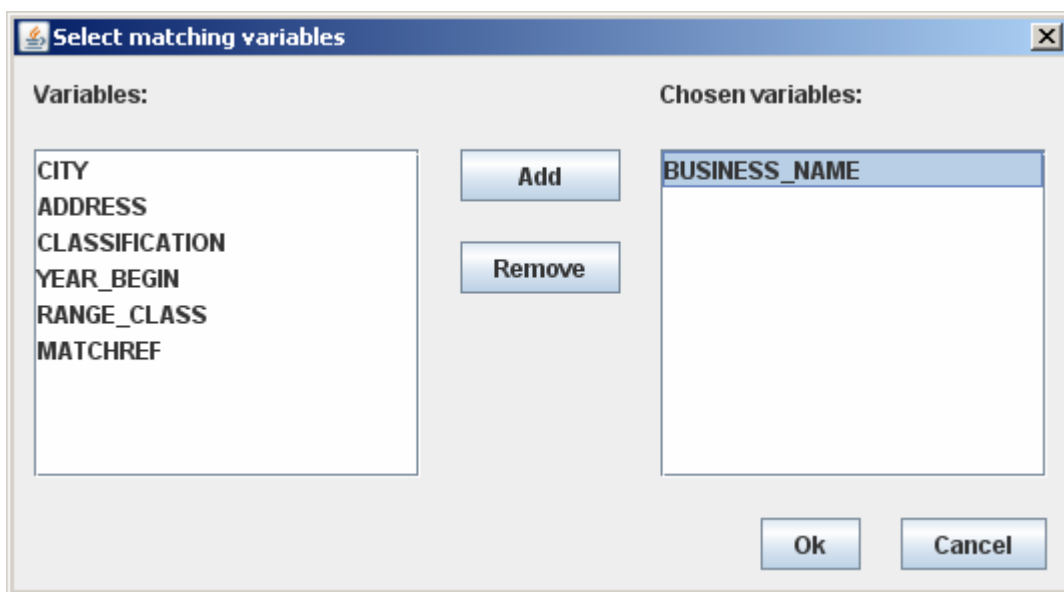 Select matching variables
Variables:
Chosen variables:
CITY
ADDRESS
CLASSIFICATION
YEAR_BEGIN
RANGE_CLASS
MATCHREF
Add
Remove
BUSINESS_NAME
Ok
Cancel